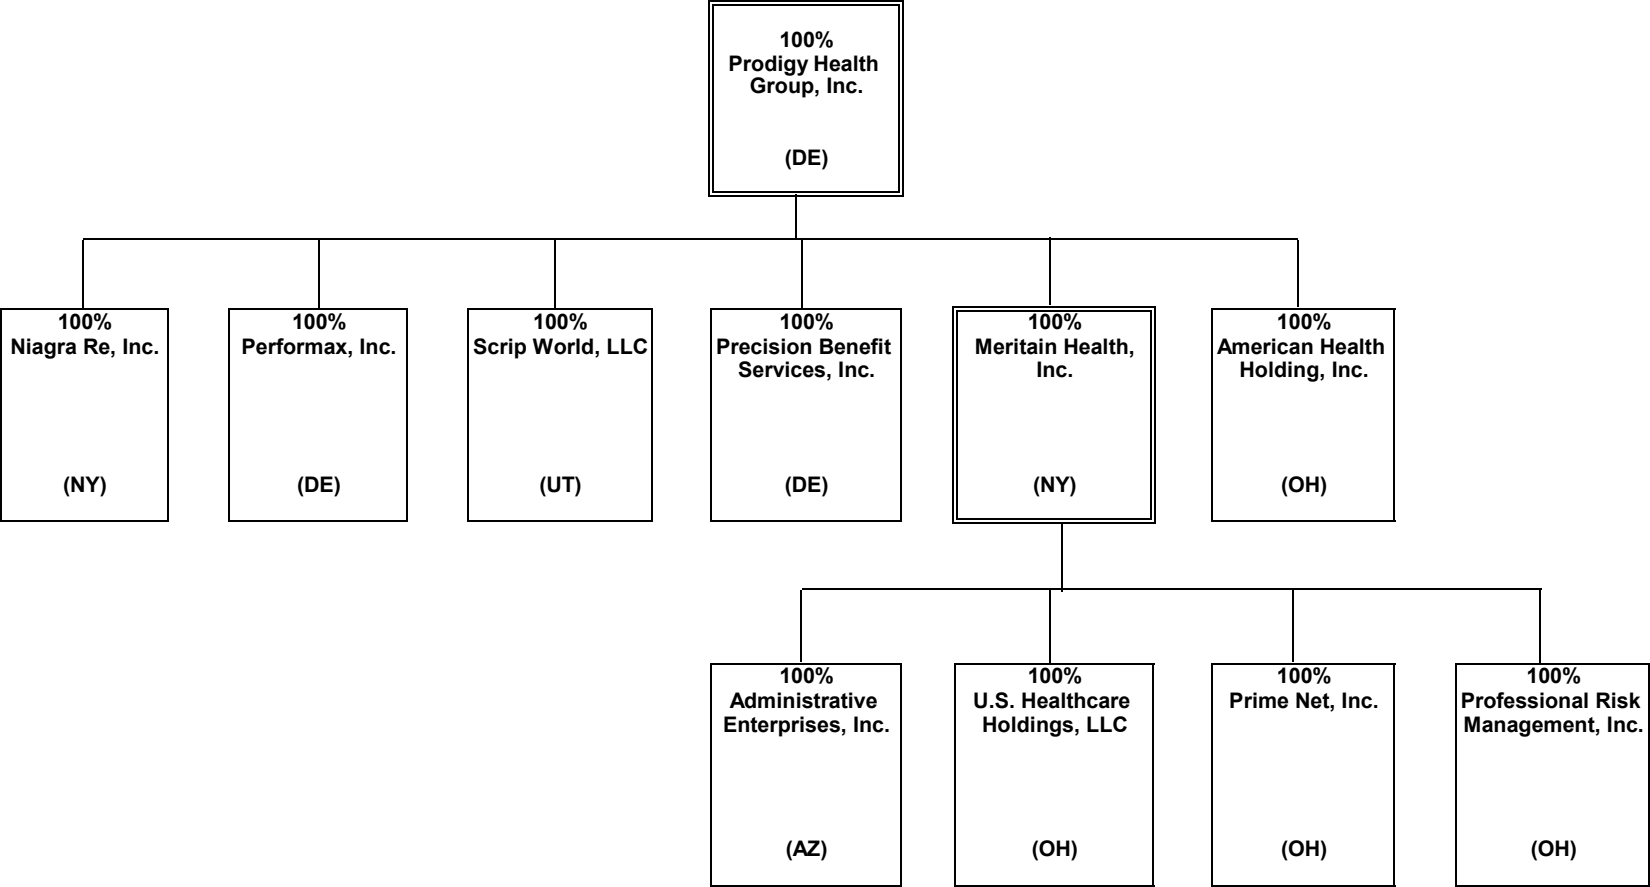 100%
Prodigy Health
Group, Inc.
(DE)
100%
Niagra Re, Inc.
(NY)
100%
Performax, Inc.
(DE)
100%
Scrip World, LLC
(UT)
100%
Precision Benefit
Services, Inc.
(DE)
100%
Meritain Health,
Inc.
(NY)
100%
American Health
Holding, Inc.
(OH)
100%
Administrative
Enterprises, Inc.
(AZ)
100%
U.S. Healthcare
Holdings, LLC
(OH)
100%
Prime Net, Inc.
(OH)
100%
Professional Risk
Management, Inc.
(OH)